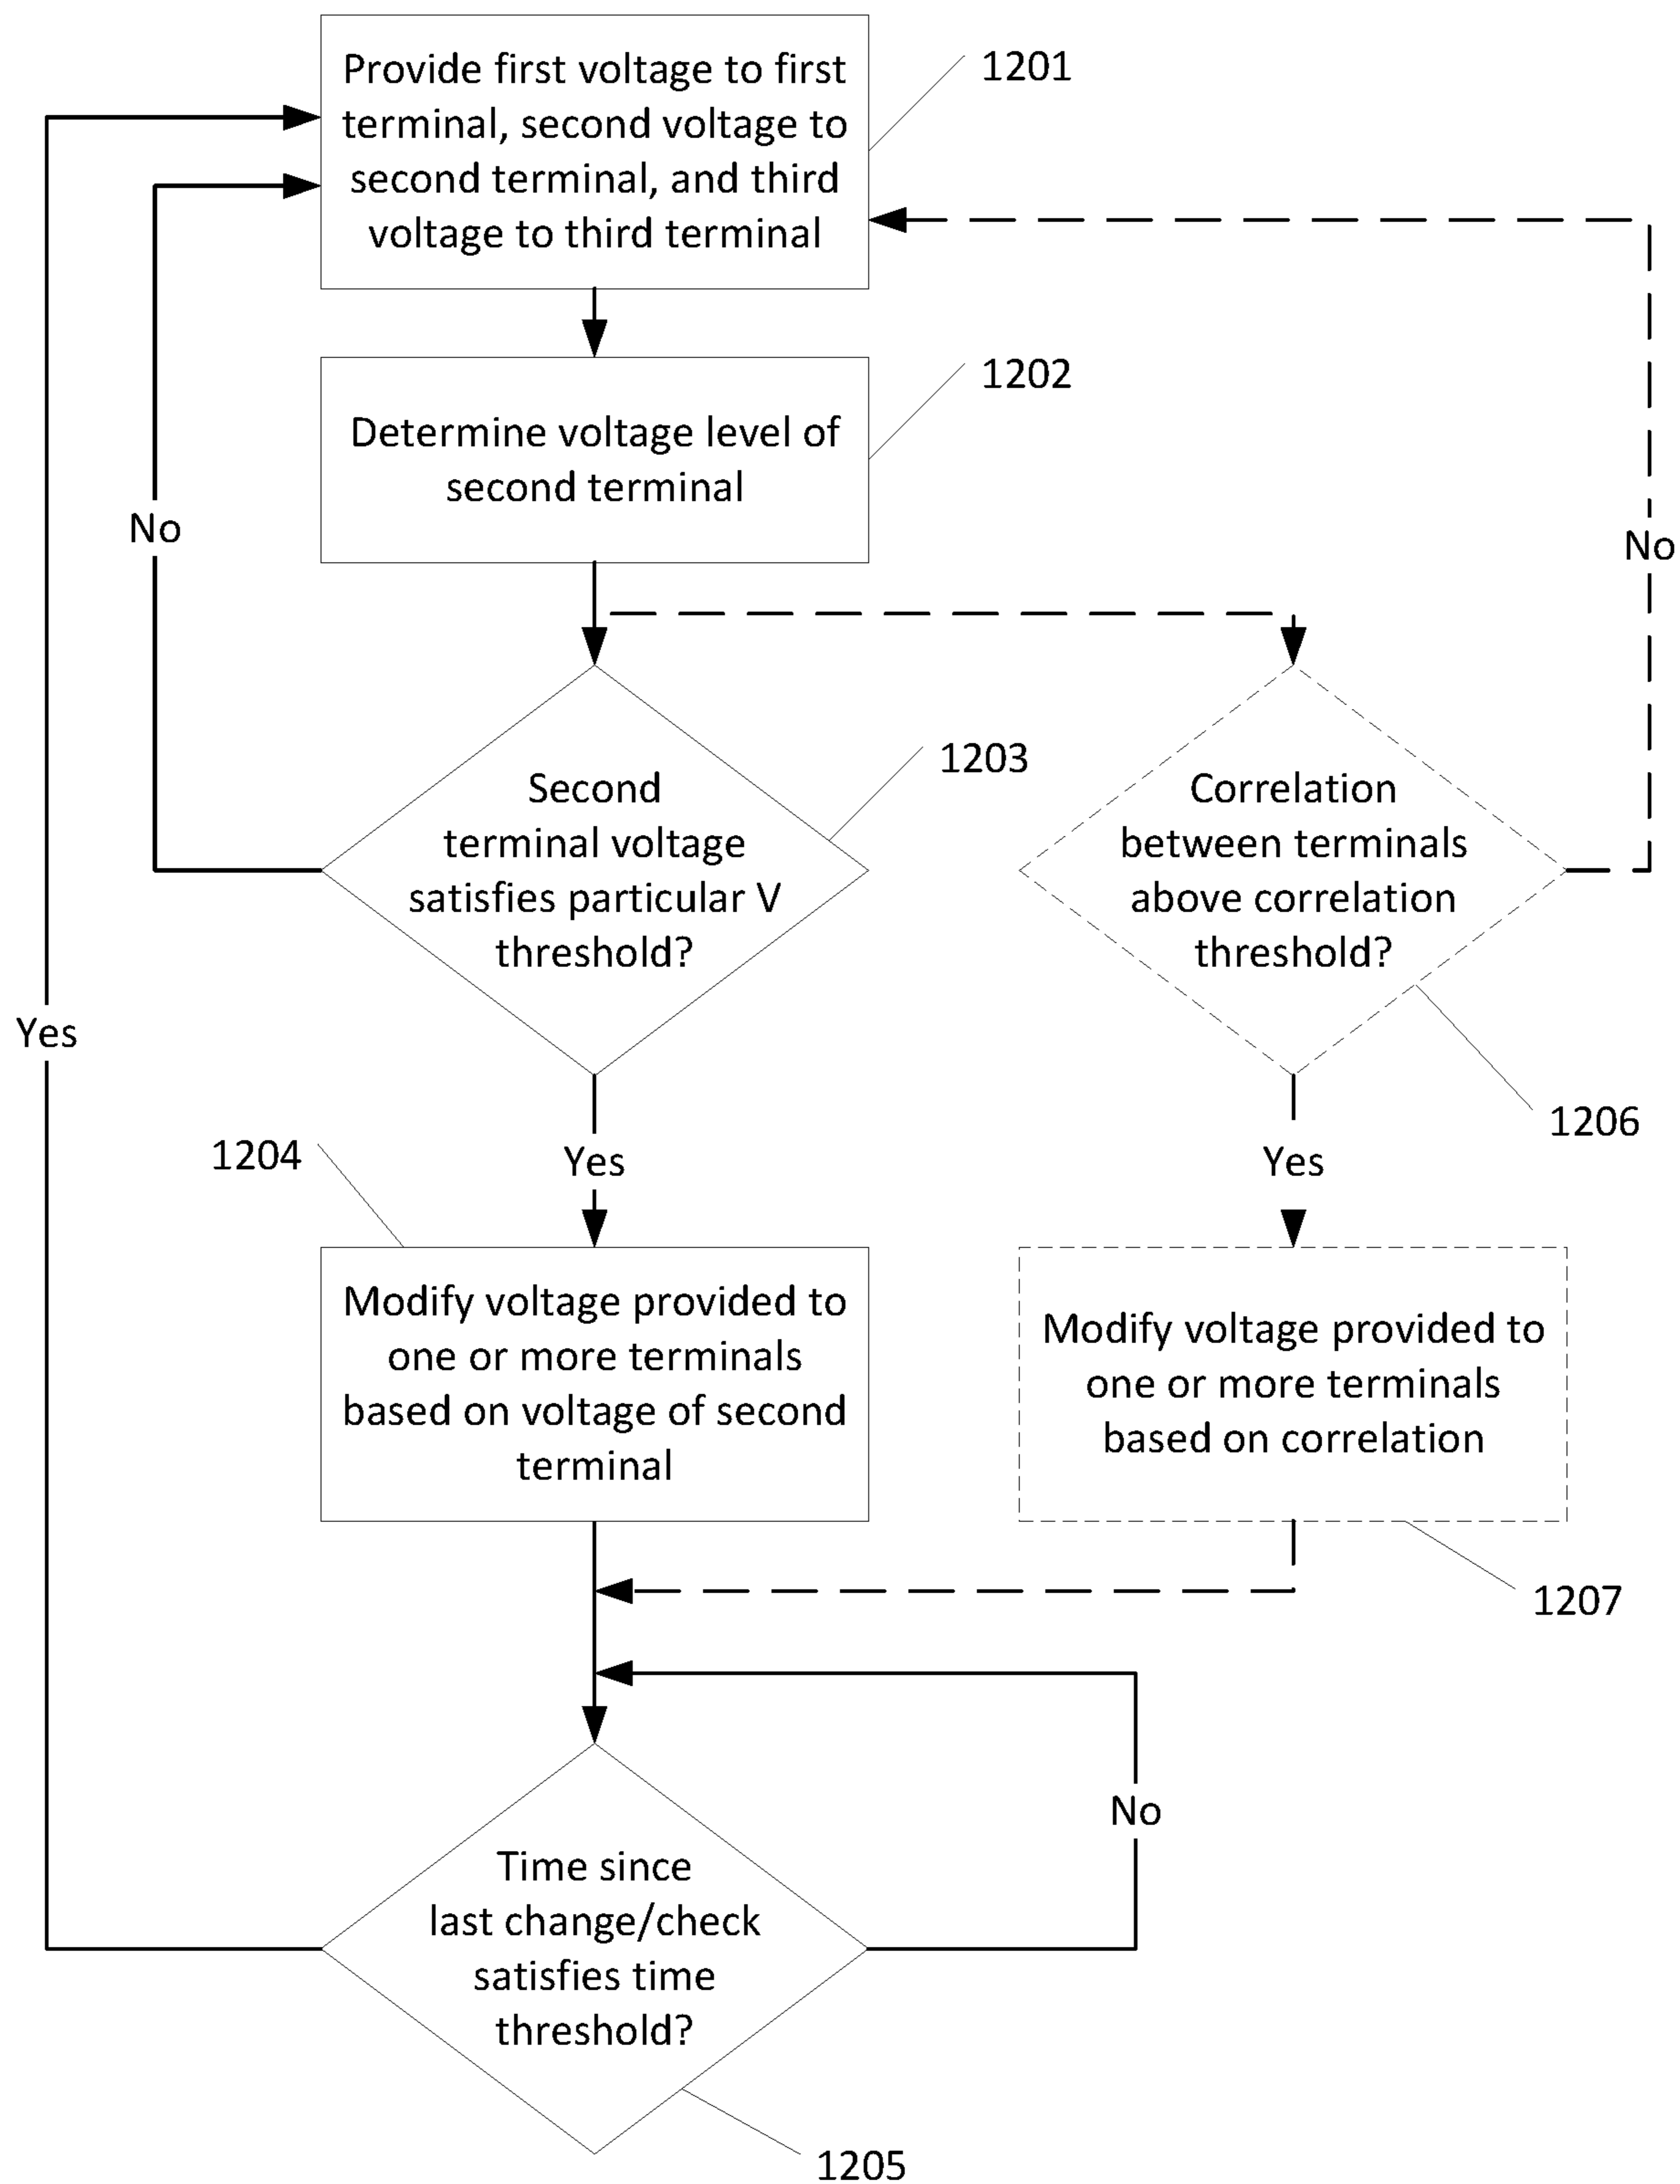 Provide first voltage to first
terminal, second voltage to
second terminal, and third
voltage to third terminal
1201
Determine voltage level of
second terminal
1202
No
No
Second
terminal voltage
satisfies particular V
threshold?
1203
Correlation
between terminals
above correlation
threshold?
1206
Yes
Yes
Yes
1204
Modify voltage provided to
one or more terminals
based on voltage of second
terminal
Modify voltage provided to
one or more terminals
based on correlation
1207
No
Time since
last change/check
satisfies time
threshold?
1205